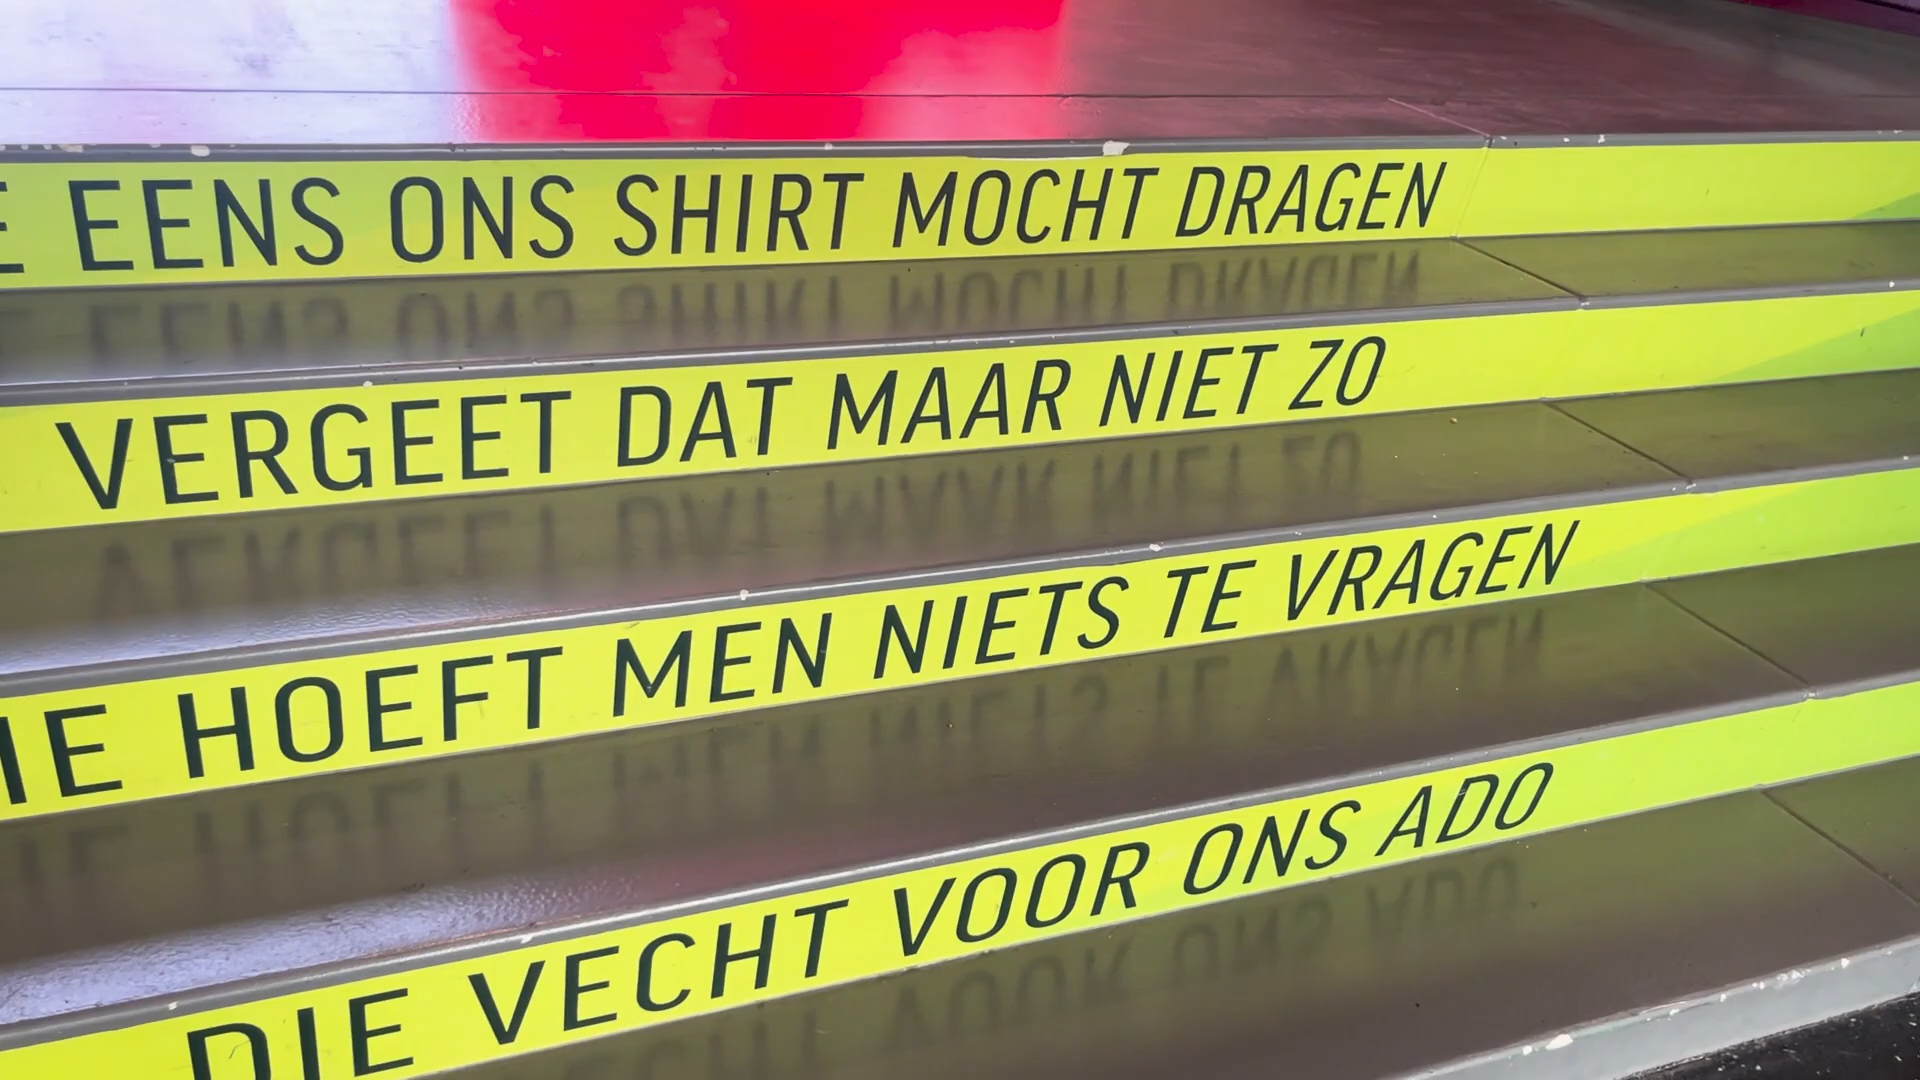 EENS ONS SHIRT MOCHT DRAGEN
VERGEET DAT MAAR NIET ZO
HOEFT MEN NIETS TE VRAGEN
DIE VECHT VOOR ONS ADO